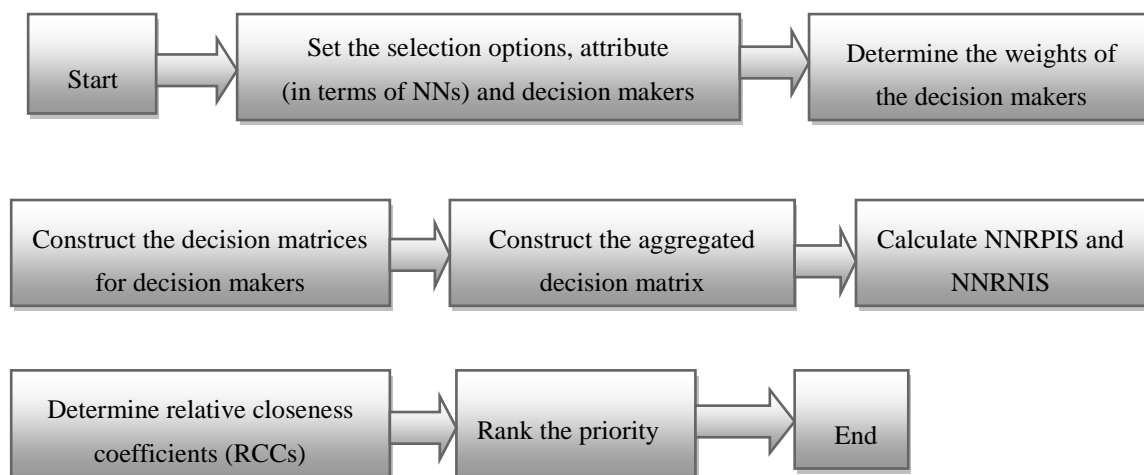 Start
Set the selection options, attribute
(in terms of NNs) and decision makers
Determine the weights of
the decision makers
Construct the decision matrices
for decision makers
Construct the aggregated
decision matrix
Calculate NNRPIS and
NNRNIS
Determine relative closeness
coefficients (RCCs)
Rank the priority
End